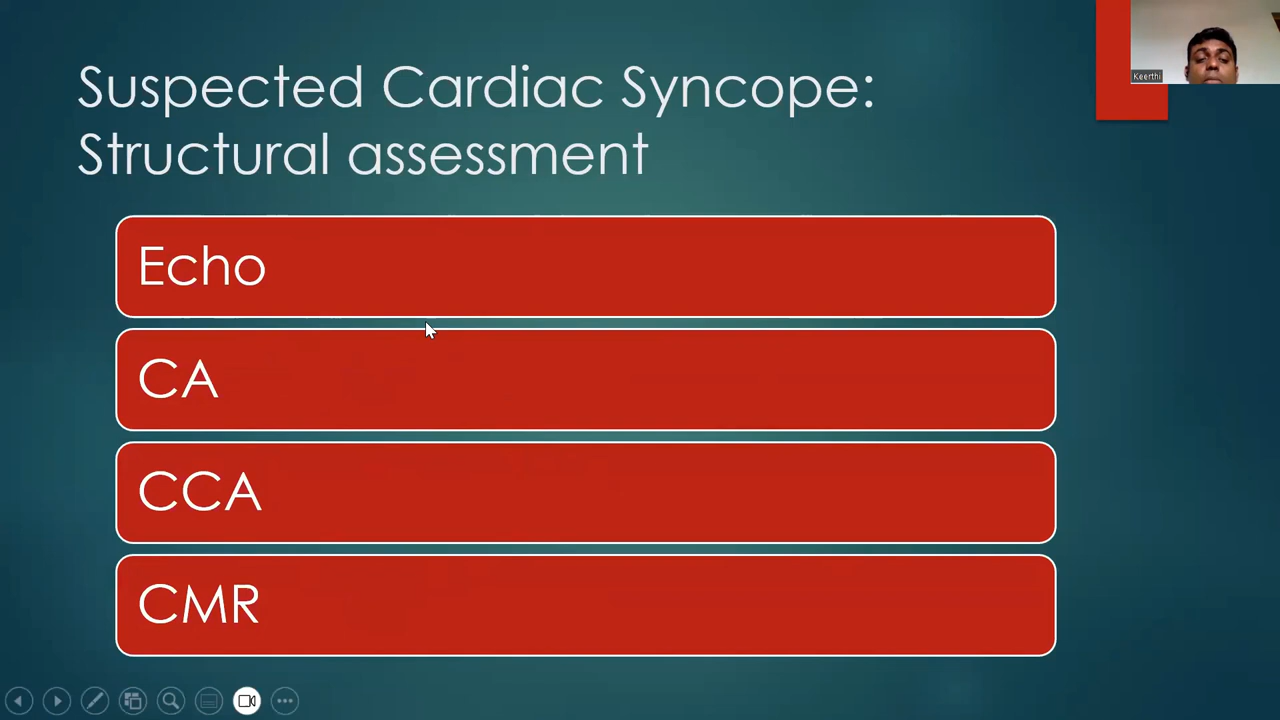 Suspected Cardiac Syncope:
Structural assessment
Keerthi
Echo
CA
CCA
CMR